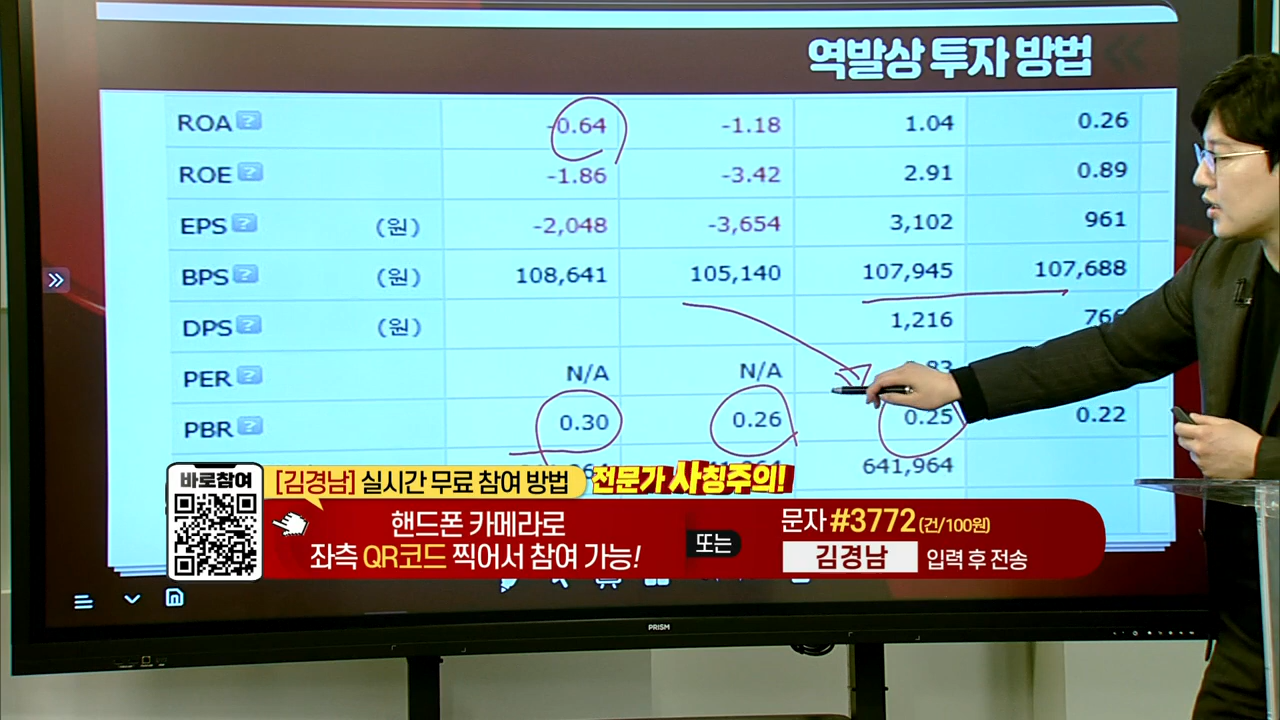 역발상 투자 방법
ROA ? -0.64 -1.18 1.04 0.26
ROE ? -1.86 -3.42 2.91 0.89
EPS ? (원) -2,048 -3,654 3,102 961
BPS ? (원) 108,641 105,140 107,945 107,688
DPS ? (원) 1,216 766
PER ? N/A N/A
PBR ? 0.30 0.26 0.25 0.22
641,964
바로참여
[김경남] 실시간 무료 참여 방법
전문가 사칭주의!
핸드폰 카메라로
좌측 QR코드 찍어서 참여 가능!
또는
문자 #3772 (건/100원)
김경남 입력 후 전송
PRISM